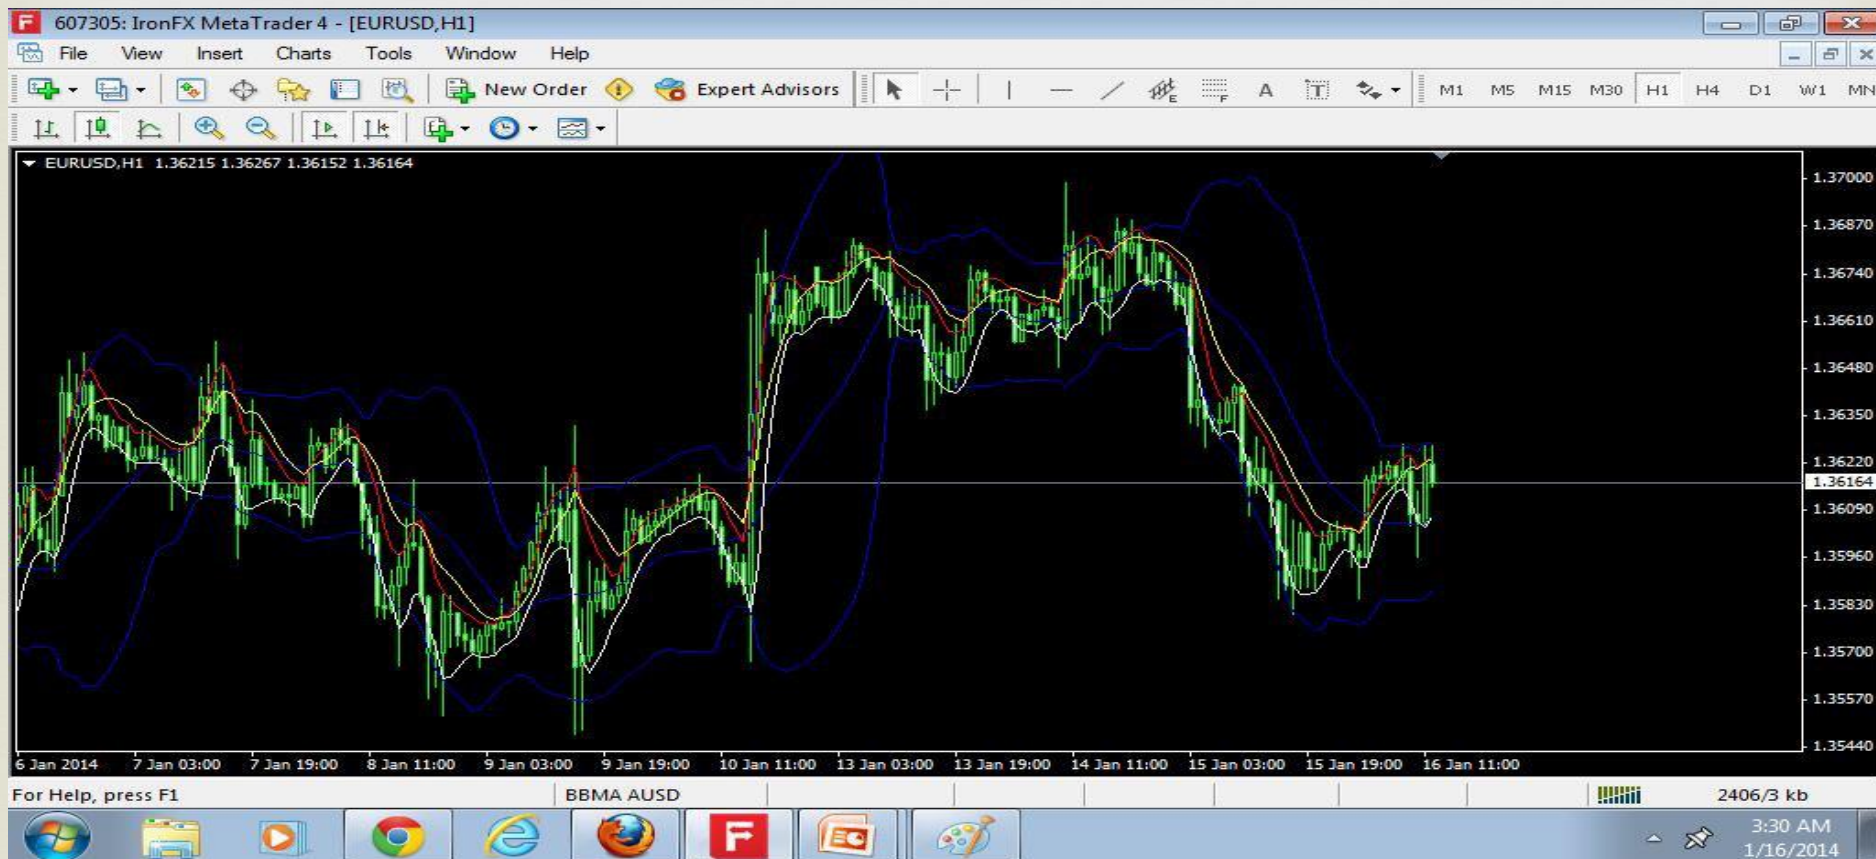 607305: IronFX MetaTrader 4 - [EURUSD,H1]
File View Insert Charts Tools Window Help
New Order Expert Advisors E F A T M1 M5 M15 M30 H1 H4 D1 W1 MN
EURUSD,H1 1.36215 1.36267 1.36152 1.36164
1.37000
1.36870
1.36740
1.36610
1.36480
1.36350
1.36220
1.36164
1.36090
1.35960
1.35830
1.35700
1.35570
1.35440
6 Jan 2014 7 Jan 03:00 7 Jan 19:00 8 Jan 11:00 9 Jan 03:00 9 Jan 19:00 10 Jan 11:00 13 Jan 03:00 13 Jan 19:00 14 Jan 11:00 15 Jan 03:00 15 Jan 19:00 16 Jan 11:00
For Help, press F1 BBMA AUSD 2406/3 kb
3:30 AM
1/16/2014